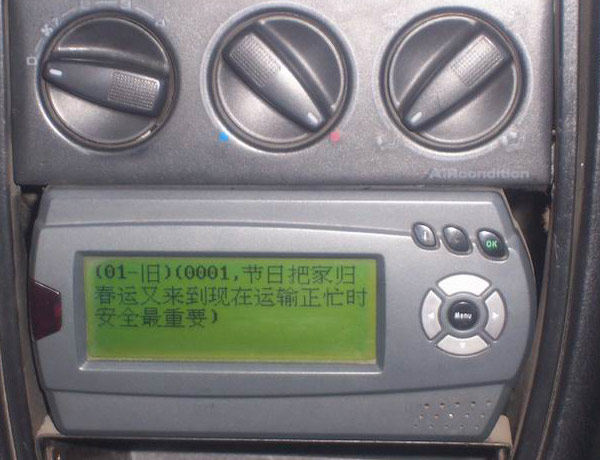 AiRcondition
OK
(01-旧)(0001,节日把家归
春运又来到现在运输正忙时
安全最重要)
Menu